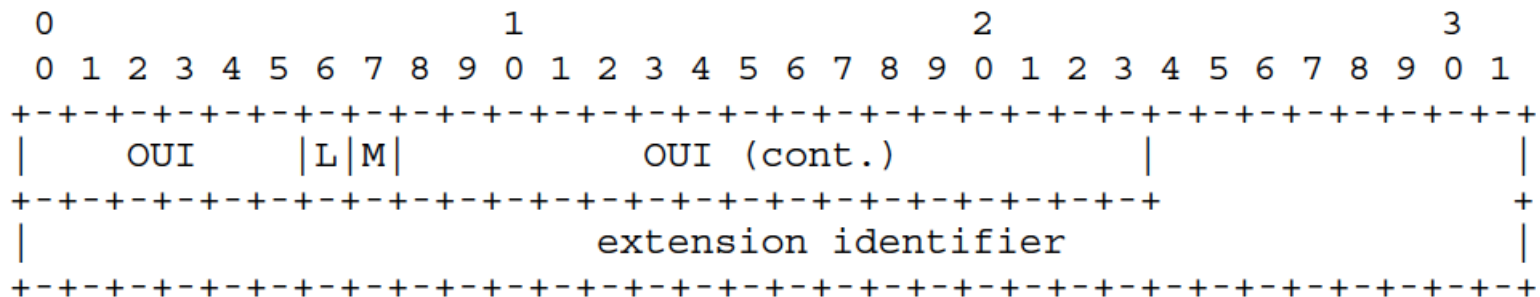 0                   1                   2                   3
 0 1 2 3 4 5 6 7 8 9 0 1 2 3 4 5 6 7 8 9 0 1 2 3 4 5 6 7 8 9 0 1
+-+-+-+-+-+-+-+-+-+-+-+-+-+-+-+-+-+-+-+-+-+-+-+-+-+-+-+-+-+-+-+-+
|    OUI    |L|M|          OUI (cont.)          |               |
+-+-+-+-+-+-+-+-+-+-+-+-+-+-+-+-+-+-+-+-+-+-+-+-+               +
|                        extension identifier                   |
+-+-+-+-+-+-+-+-+-+-+-+-+-+-+-+-+-+-+-+-+-+-+-+-+-+-+-+-+-+-+-+-+